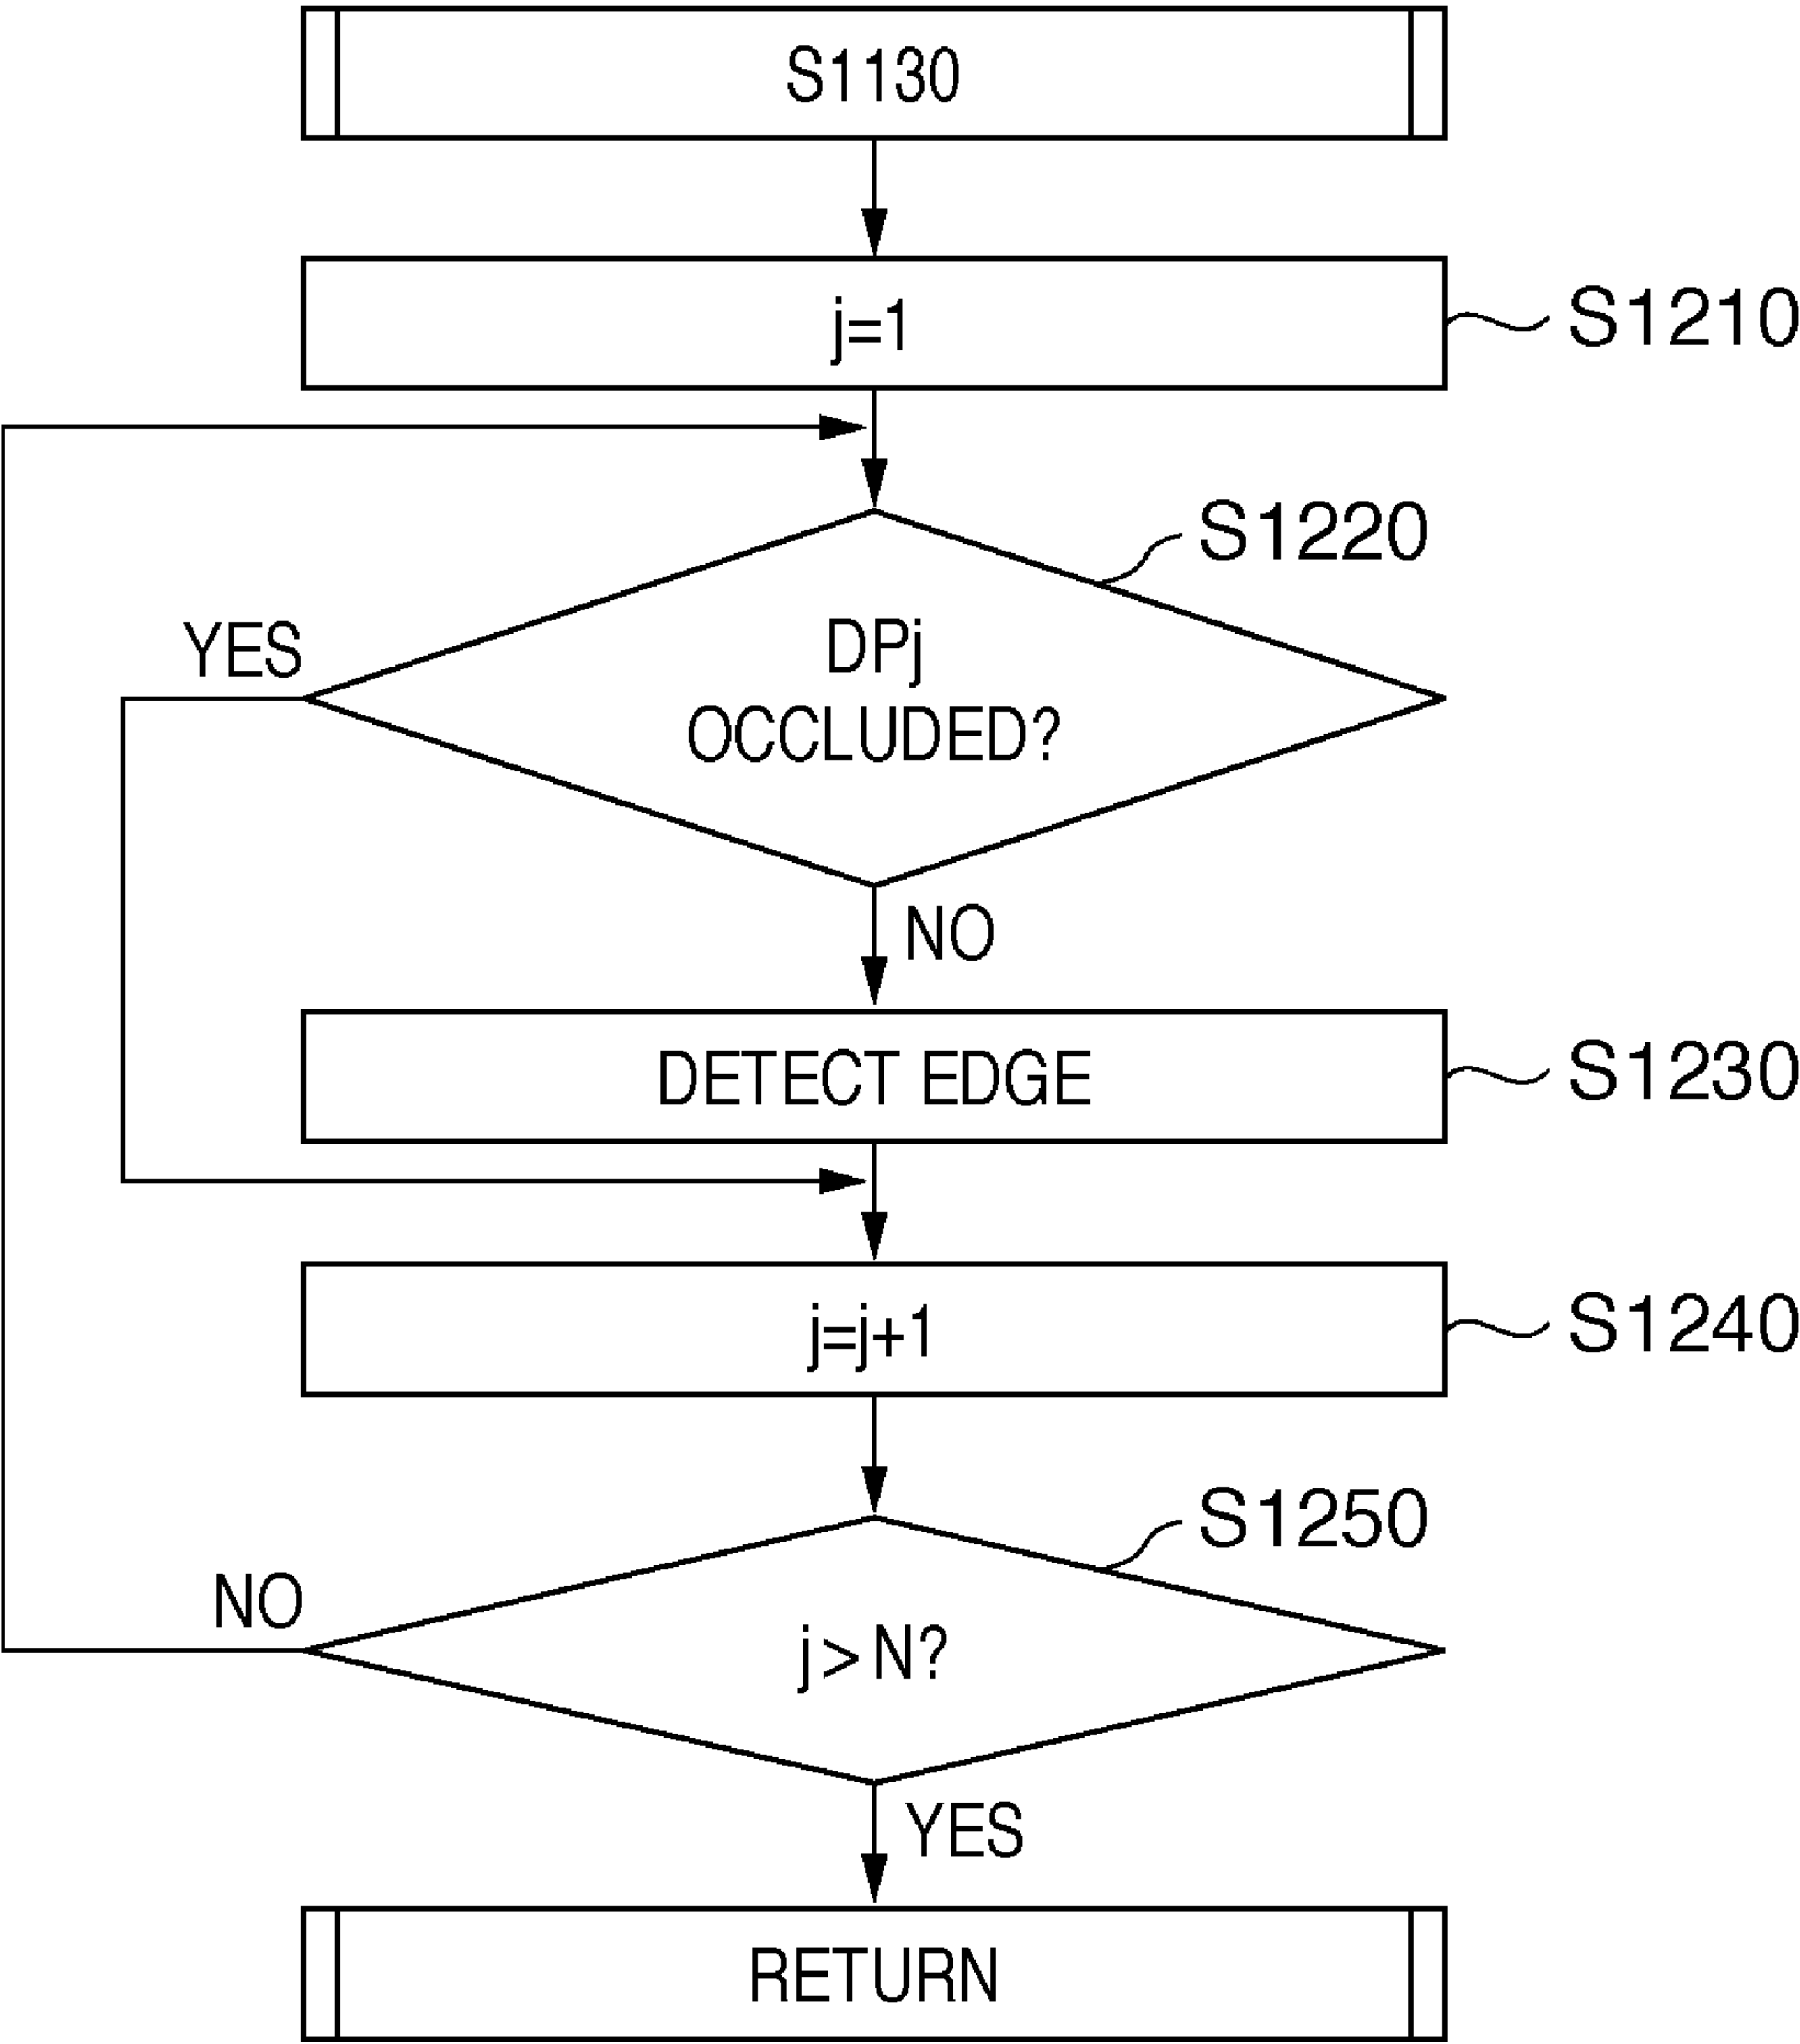 S1130
j=1
S1210
S1220
YES
DPj
OCCLUDED?
NO
DETECT EDGE
S1230
j=j+1
S1240
S1250
NO
j > N?
YES
RETURN